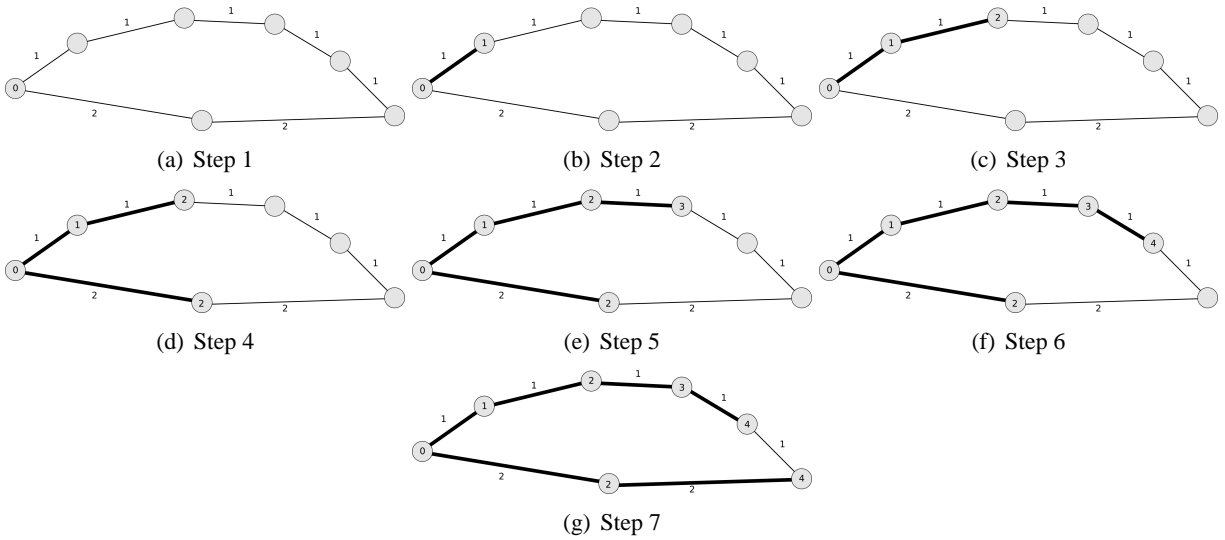 1 1 1 1 1 0 2 2
1 1 1 1 1 0 1 2 2
1 1 1 1 1 0 1 2 2 2
(a) Step 1 (b) Step 2 (c) Step 3
1 1 1 1 1 0 1 2 2 2 2
1 1 1 1 1 0 1 2 3 2 2 2
1 1 1 1 1 0 1 2 3 4 2 2 2
(d) Step 4 (e) Step 5 (f) Step 6
1 1 1 1 1 0 1 2 3 4 2 2 2 4
(g) Step 7